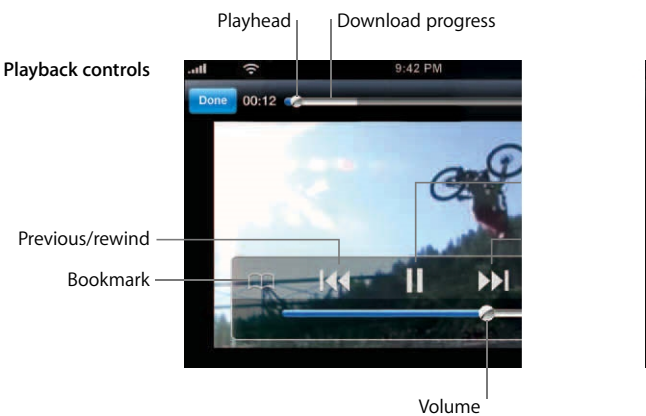 Playhead Download progress
Playback controls
9:42 PM
Done 00:12
Previous/rewind
Bookmark
Volume